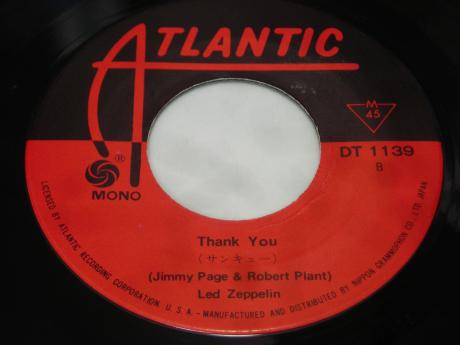 ATLANTIC
M
45
DT 1139
B
®
MONO
Thank You
(サンキュー)
(Jimmy Page & Robert Plant)
Led Zeppelin
LICENSED BY ATLANTIC RECORDING CORPORATION U.S.A. - MANUFACTURED AND DISTRIBUTED BY NIPPON GRAMMOPHON CO., LTD. JAPAN